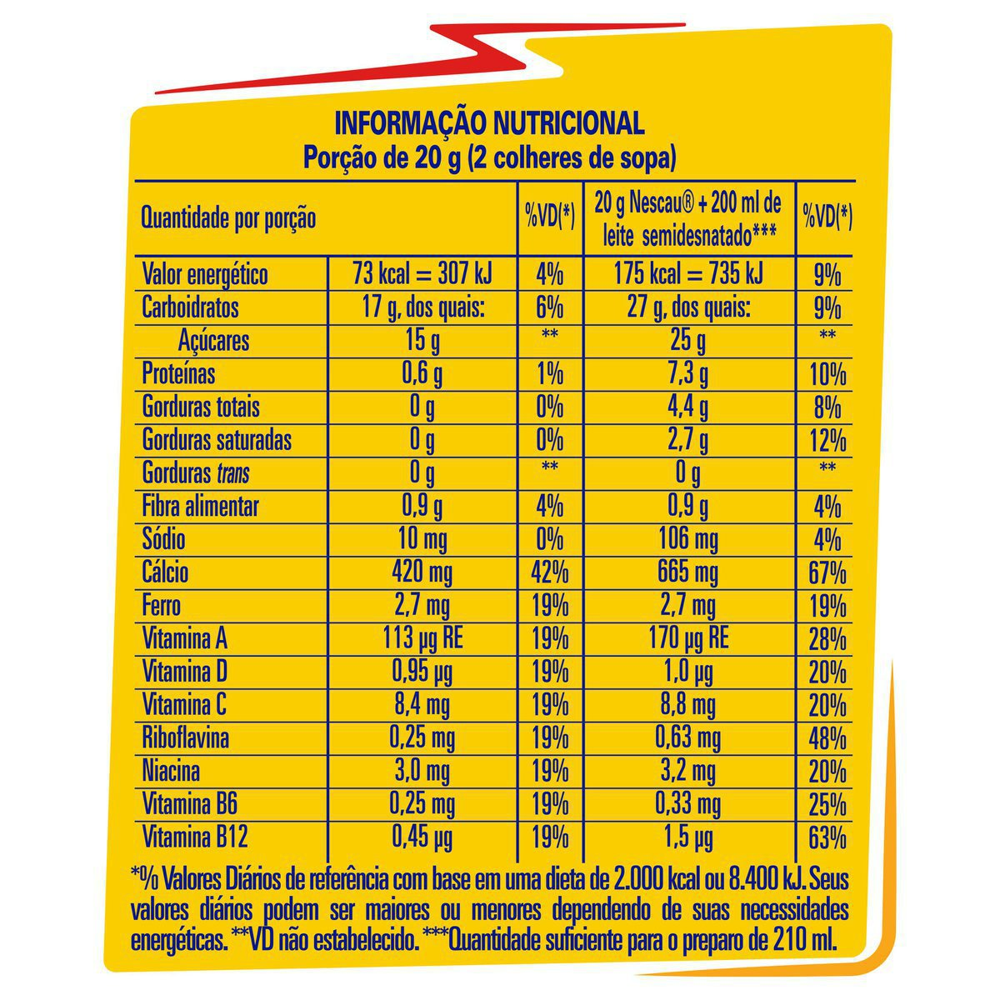 INFORMAÇÃO NUTRICIONAL
Porção de 20 g (2 colheres de sopa)
Quantidade por porção %VD(*) 20 g Nescau® + 200 ml de leite semidesnatado*** %VD(*)
Valor energético 73 kcal = 307 kJ 4% 175 kcal = 735 kJ 9%
Carboidratos 17 g, dos quais: 6% 27 g, dos quais: 9%
Açúcares 15 g ** 25 g **
Proteínas 0,6 g 1% 7,3 g 10%
Gorduras totais 0 g 0% 4,4 g 8%
Gorduras saturadas 0 g 0% 2,7 g 12%
Gorduras trans 0 g ** 0 g **
Fibra alimentar 0,9 g 4% 0,9 g 4%
Sódio 10 mg 0% 106 mg 4%
Cálcio 420 mg 42% 665 mg 67%
Ferro 2,7 mg 19% 2,7 mg 19%
Vitamina A 113 µg RE 19% 170 µg RE 28%
Vitamina D 0,95 µg 19% 1,0 µg 20%
Vitamina C 8,4 mg 19% 8,8 mg 20%
Riboflavina 0,25 mg 19% 0,63 mg 48%
Niacina 3,0 mg 19% 3,2 mg 20%
Vitamina B6 0,25 mg 19% 0,33 mg 25%
Vitamina B12 0,45 µg 19% 1,5 µg 63%
*% Valores Diários de referência com base em uma dieta de 2.000 kcal ou 8.400 kJ. Seus
valores diários podem ser maiores ou menores dependendo de suas necessidades
energéticas. **VD não estabelecido. ***Quantidade suficiente para o preparo de 210 ml.